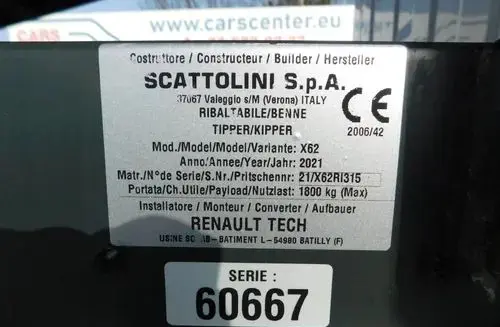 www.carscenter.eu
CARS
Costruttore / Constructeur / Builder / Hersteller
SCATTOLINI S.p.A.
37067 Valeggio s/M (Verona) ITALY
RIBALTABILE/BENNE
TIPPER/KIPPER
CE
2006/42
Mod./Model/Model/Variante: X62
Anno/Annee/Year/Jahr: 2021
Matr./N°de Serie/S.Nr./Pritschennr: 21/X62RI315
Portata/Ch.Utile/Payload/Nutzlast: 1800 kg (Max)
Installatore / Monteur / Converter / Aufbauer
RENAULT TECH
USINE - BATIMENT L - 54980 BATILLY (F)
SERIE :
60667